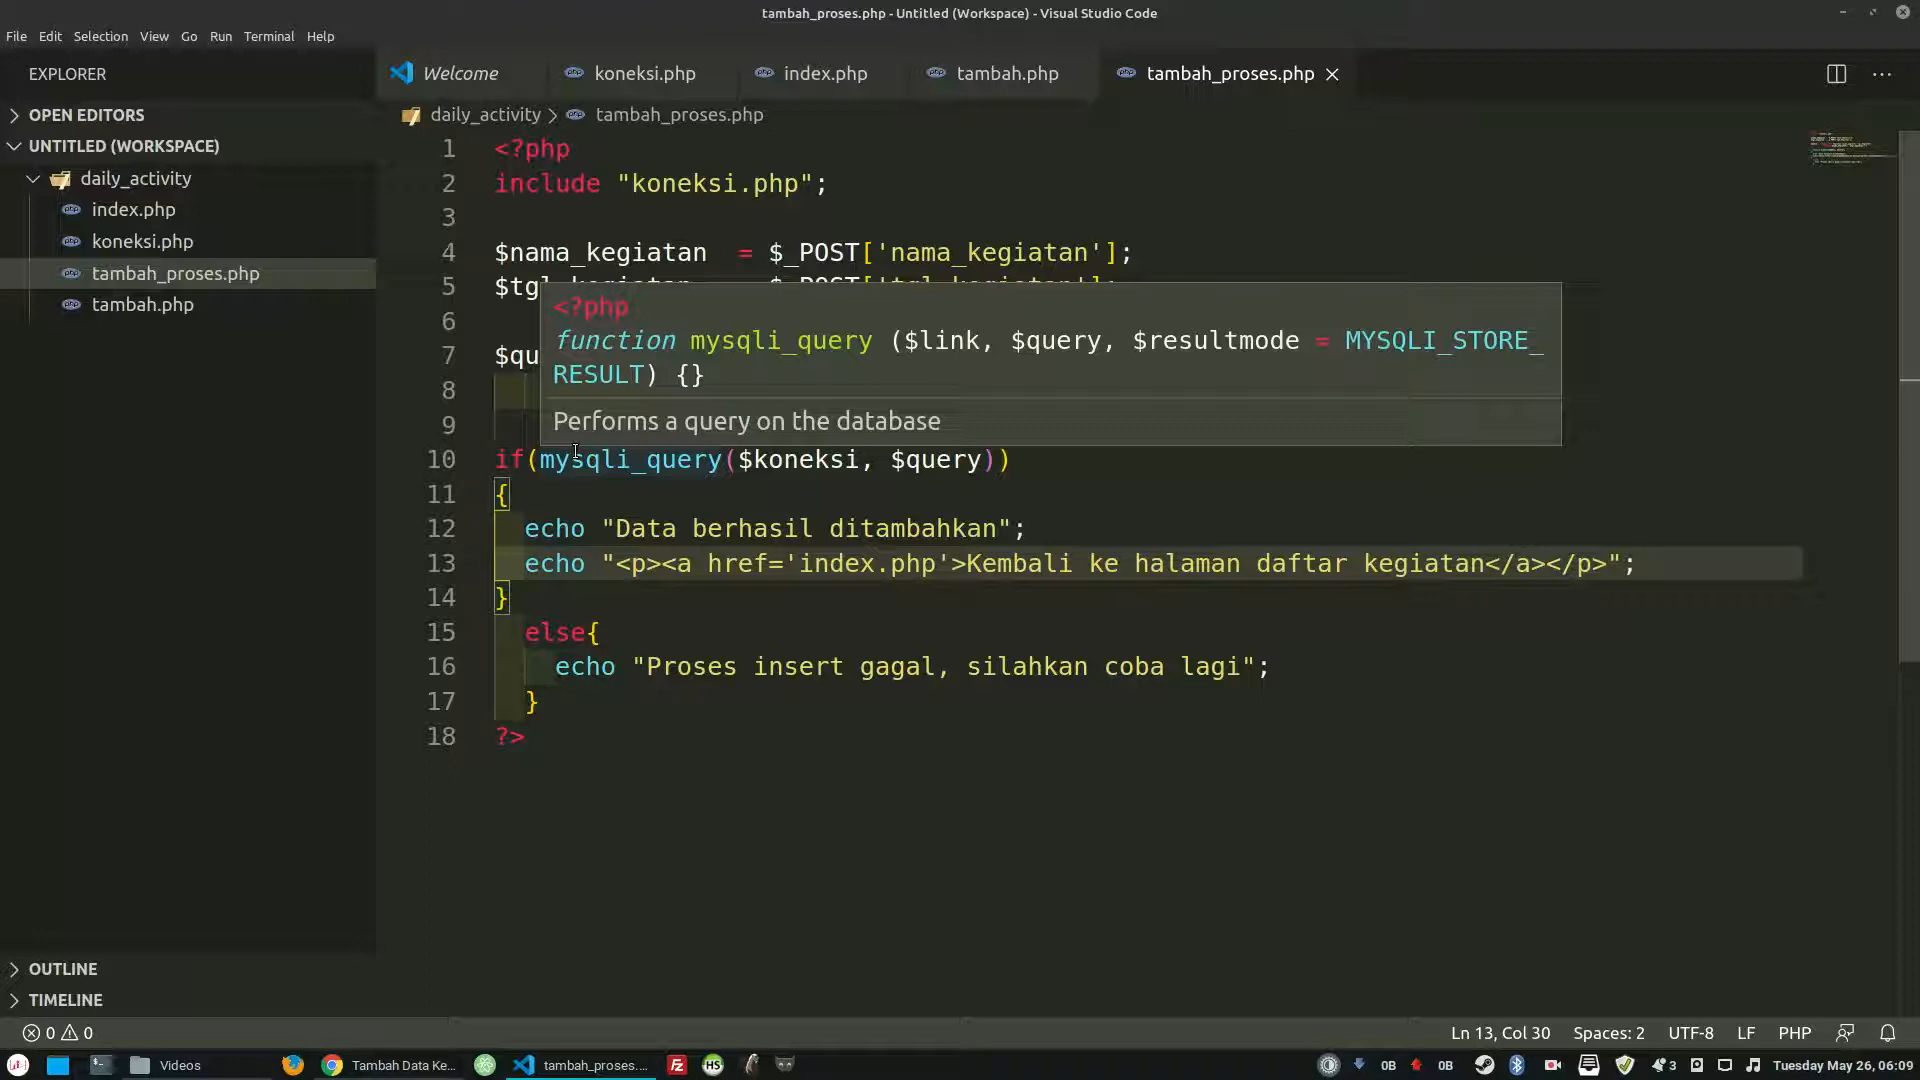 tambah_proses.php - Untitled (Workspace) - Visual Studio Code
File Edit Selection View Go Run Terminal Help
EXPLORER
Welcome
koneksi.php
index.php
tambah.php
tambah_proses.php
OPEN EDITORS
UNTITLED (WORKSPACE)
daily_activity
index.php
koneksi.php
tambah_proses.php
tambah.php
OUTLINE
TIMELINE
daily_activity > tambah_proses.php
1 <?php
2 include "koneksi.php";
3
4 $nama_kegiatan = $_POST['nama_kegiatan'];
5 $tgl_kegiatan = $_POST['tgl_kegiatan'];
6
<?php
function mysqli_query ($link, $query, $resultmode = MYSQLI_STORE_
RESULT) {}
Performs a query on the database
7 $qu
8
9
10 if(mysqli_query($koneksi, $query))
11 {
12 echo "Data berhasil ditambahkan";
13 echo "<p><a href='index.php'>Kembali ke halaman daftar kegiatan</a></p>";
14 }
15 else{
16 echo "Proses insert gagal, silahkan coba lagi";
17 }
18 ?>
0 0
Ln 13, Col 30 Spaces: 2 UTF-8 LF PHP
Videos
Tambah Data Ke...
tambah_proses....
0B 0B 3 Tuesday May 26, 06:09